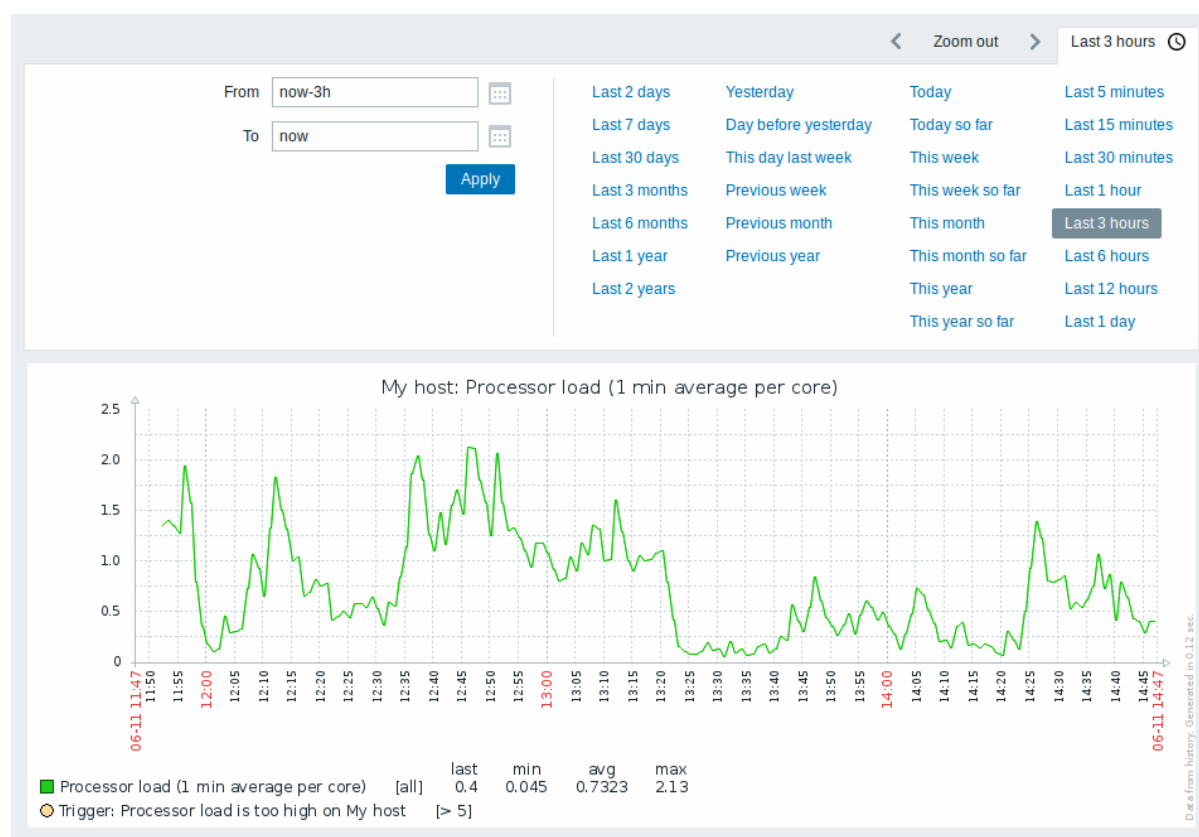 Zoom out Last 3 hours
From now-3h
To now
Apply
Last 2 days Yesterday Today Last 5 minutes
Last 7 days Day before yesterday Today so far Last 15 minutes
Last 30 days This day last week This week Last 30 minutes
Last 3 months Previous week This week so far Last 1 hour
Last 6 months Previous month This month Last 3 hours
Last 1 year Previous year This month so far Last 6 hours
Last 2 years This year Last 12 hours
This year so far Last 1 day
My host: Processor load (1 min average per core)
2.5
2.0
1.5
1.0
0.5
0
06-11 11:47 11:50 11:55 12:00 12:05 12:10 12:15 12:20 12:25 12:30 12:35 12:40 12:45 12:50 12:55 13:00 13:05 13:10 13:15 13:20 13:25 13:30 13:35 13:40 13:45 13:50 13:55 14:00 14:05 14:10 14:15 14:20 14:25 14:30 14:35 14:40 14:45 06-11 14:47
last min avg max
Processor load (1 min average per core) [all] 0.4 0.045 0.7323 2.13
Trigger: Processor load is too high on My host [> 5]
Data from history. Generated in 0.12 sec.